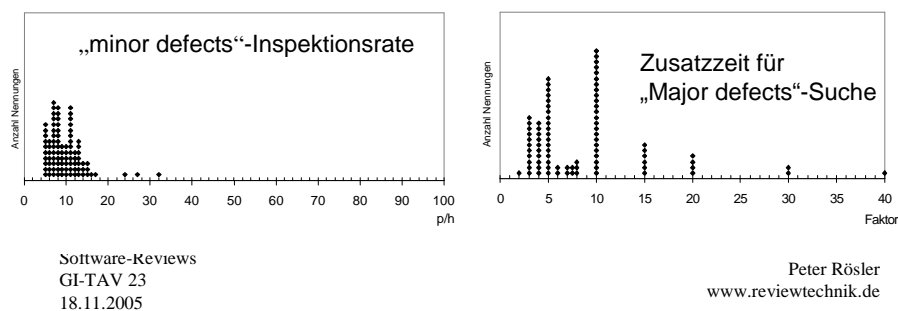 „minor defects“-Inspektionsrate
Anzahl Nennungen
0 10 20 30 40 50 60 70 80 90 100
p/h
Zusatzzeit für
„Major defects“-Suche
Anzahl Nennungen
0 5 10 15 20 25 30 35 40
Faktor
Software-Reviews
GI-TAV 23
18.11.2005
Peter Rösler
www.reviewtechnik.de